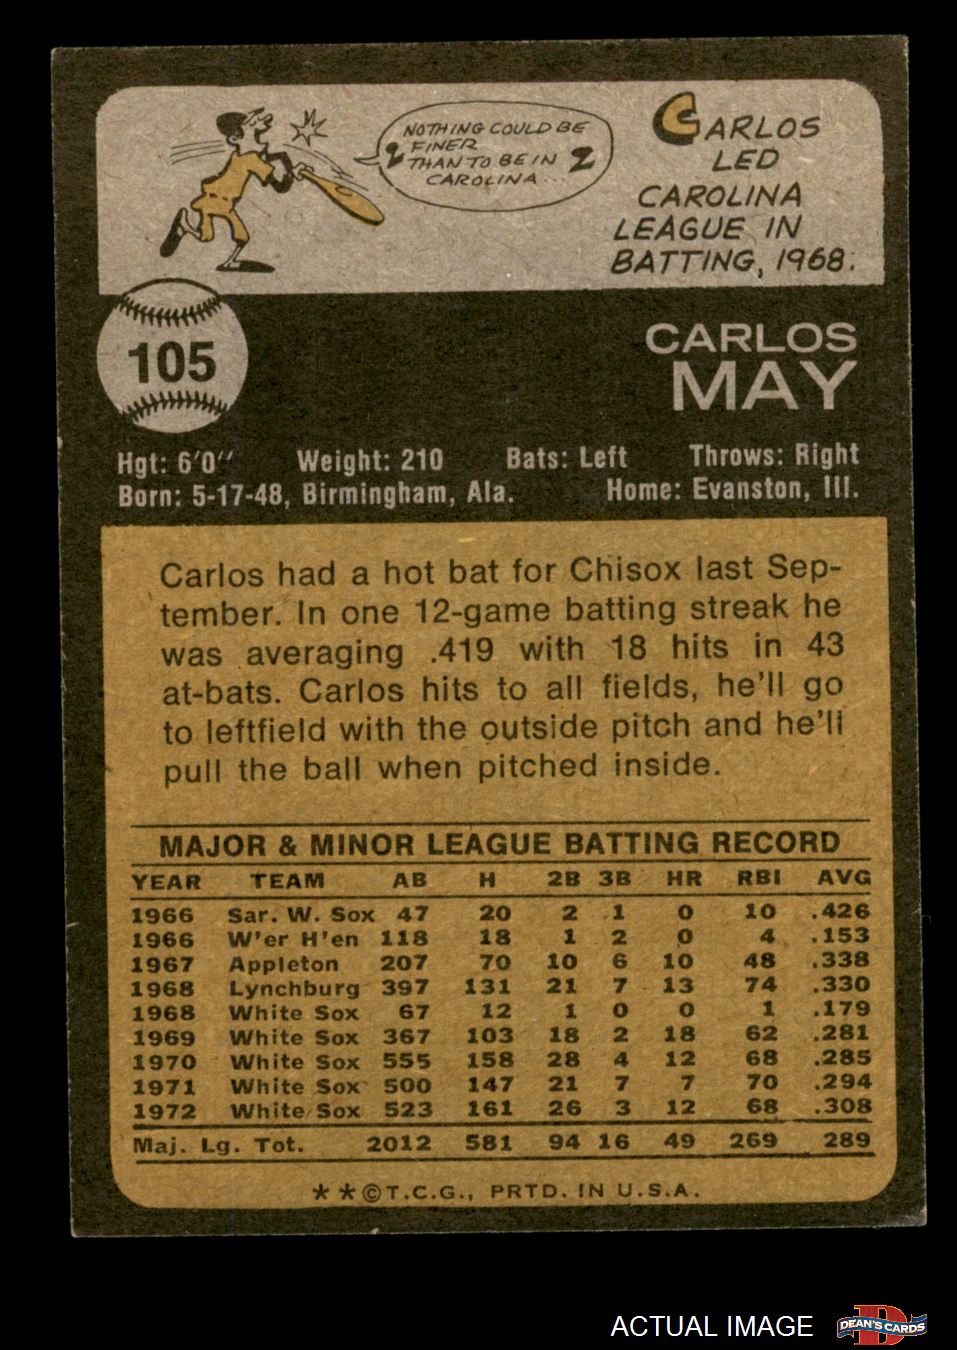 NOTHING COULD BE
FINER
THAN TO BE IN
CAROLINA...
CARLOS
LED
CAROLINA
LEAGUE IN
BATTING, 1968.
105
CARLOS
MAY
Hgt: 6'0" Weight: 210 Bats: Left Throws: Right
Born: 5-17-48, Birmingham, Ala. Home: Evanston, Ill.
Carlos had a hot bat for Chisox last Sep-
tember. In one 12-game batting streak he
was averaging .419 with 18 hits in 43
at-bats. Carlos hits to all fields, he'll go
to leftfield with the outside pitch and he'll
pull the ball when pitched inside.
MAJOR & MINOR LEAGUE BATTING RECORD
YEAR TEAM AB H 2B 3B HR RBI AVG
1966 Sar. W. Sox 47 20 2 1 0 10 .426
1966 W'er H'en 118 18 1 2 0 4 .153
1967 Appleton 207 70 10 6 10 48 .338
1968 Lynchburg 397 131 21 7 13 74 .330
1968 White Sox 67 12 1 0 0 1 .179
1969 White Sox 367 103 18 2 18 62 .281
1970 White Sox 555 158 28 4 12 68 .285
1971 White Sox 500 147 21 7 7 70 .294
1972 White Sox 523 161 26 3 12 68 .308
Maj. Lg. Tot. 2012 581 94 16 49 269 289
* * © T.C.G., PRTD. IN U.S.A.
ACTUAL IMAGE
D
DEAN'S CARDS